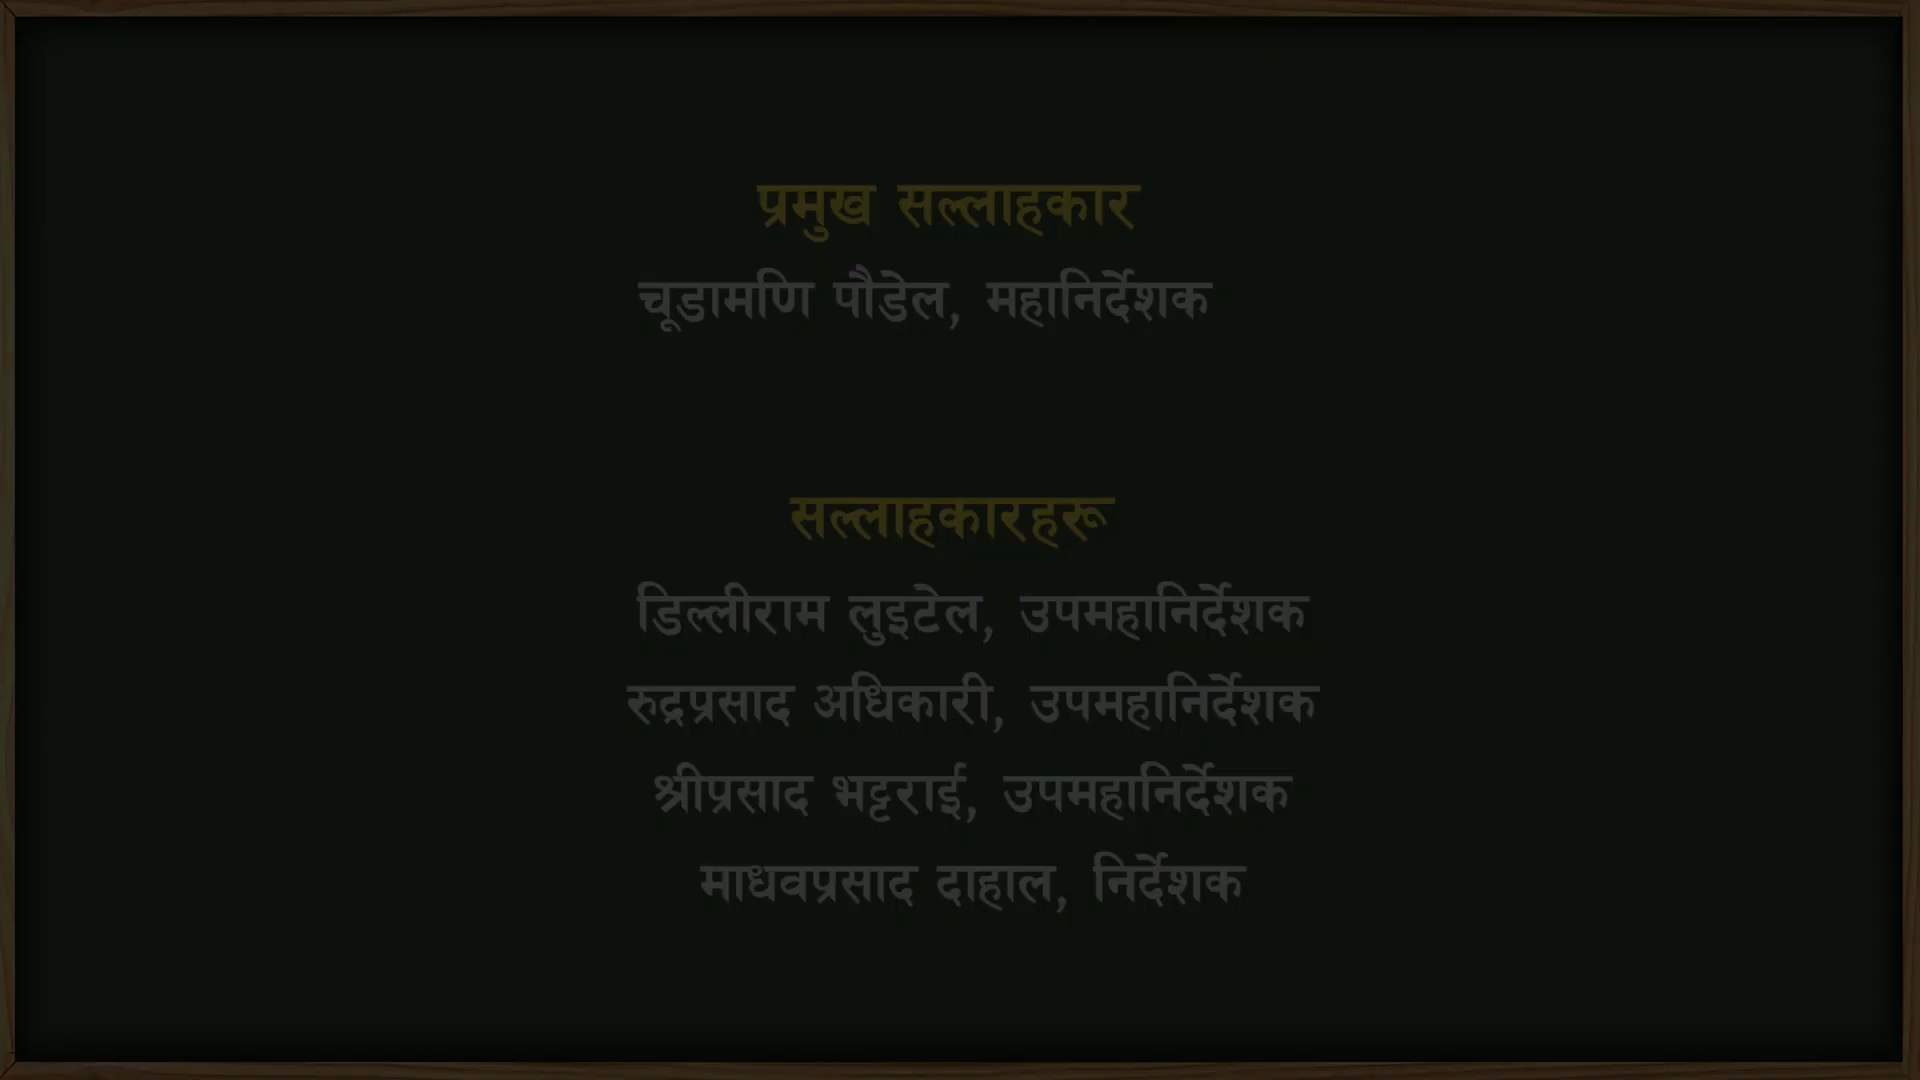 प्रमुख सल्लाहकार
चूडामणि पौडेल, महानिर्देशक
सल्लाहकारहरू
डिल्लीराम लुइटेल, उपमहानिर्देशक
रुद्रप्रसाद अधिकारी, उपमहानिर्देशक
श्रीप्रसाद भट्टराई, उपमहानिर्देशक
माधवप्रसाद दाहाल, निर्देशक